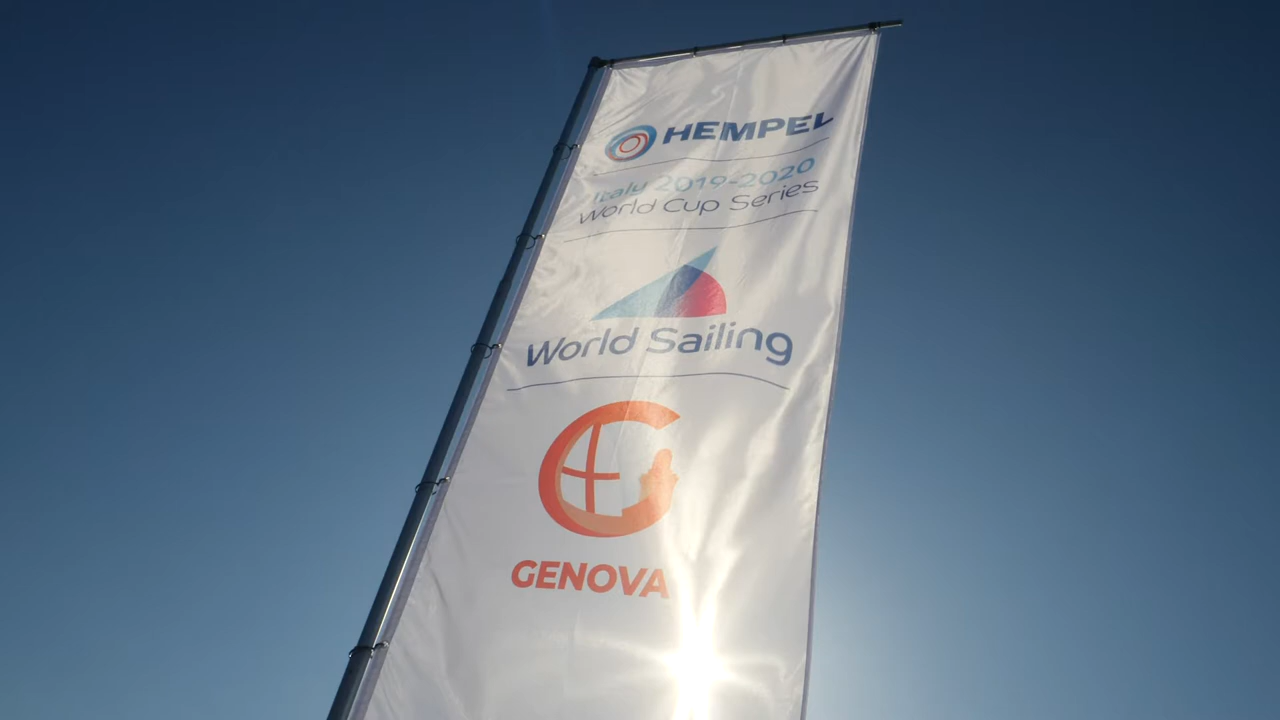 HEMPEL
Italy 2019-2020
World Cup Series
World Sailing
GENOVA